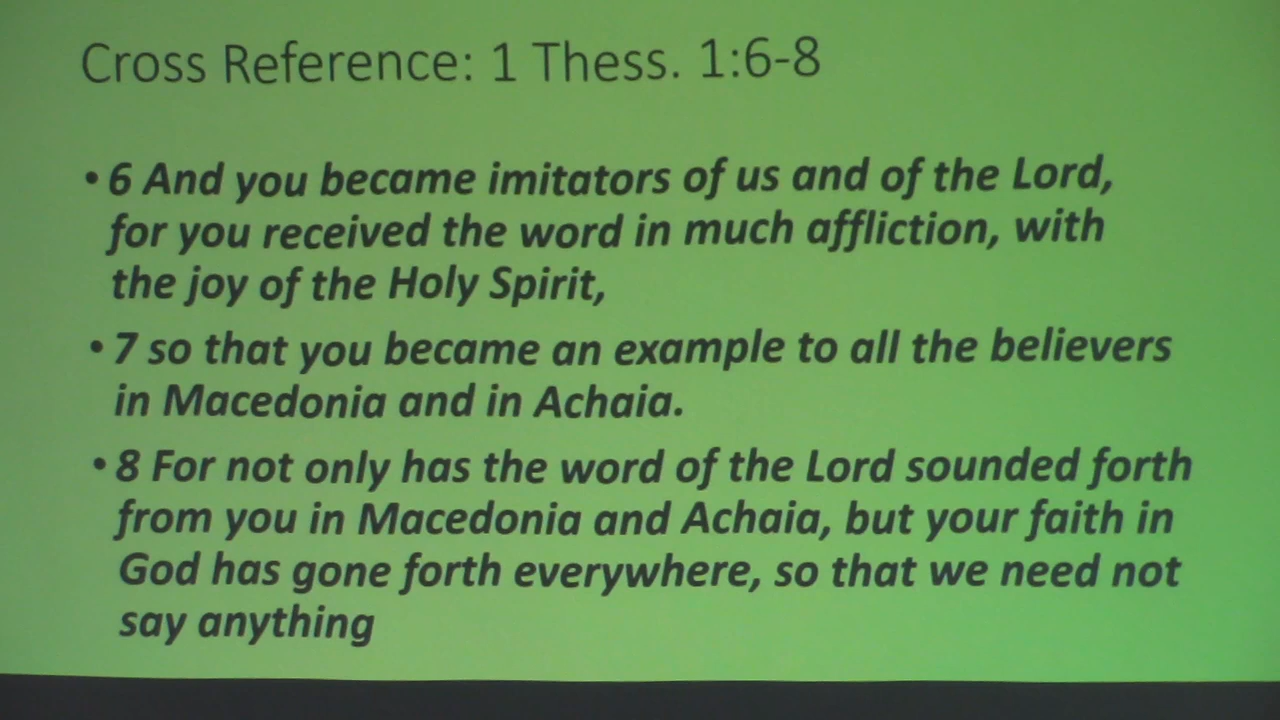 Cross Reference: 1 Thess. 1:6-8
• 6 And you became imitators of us and of the Lord,
for you received the word in much affliction, with
the joy of the Holy Spirit,
• 7 so that you became an example to all the believers
in Macedonia and in Achaia.
• 8 For not only has the word of the Lord sounded forth
from you in Macedonia and Achaia, but your faith in
God has gone forth everywhere, so that we need not
say anything